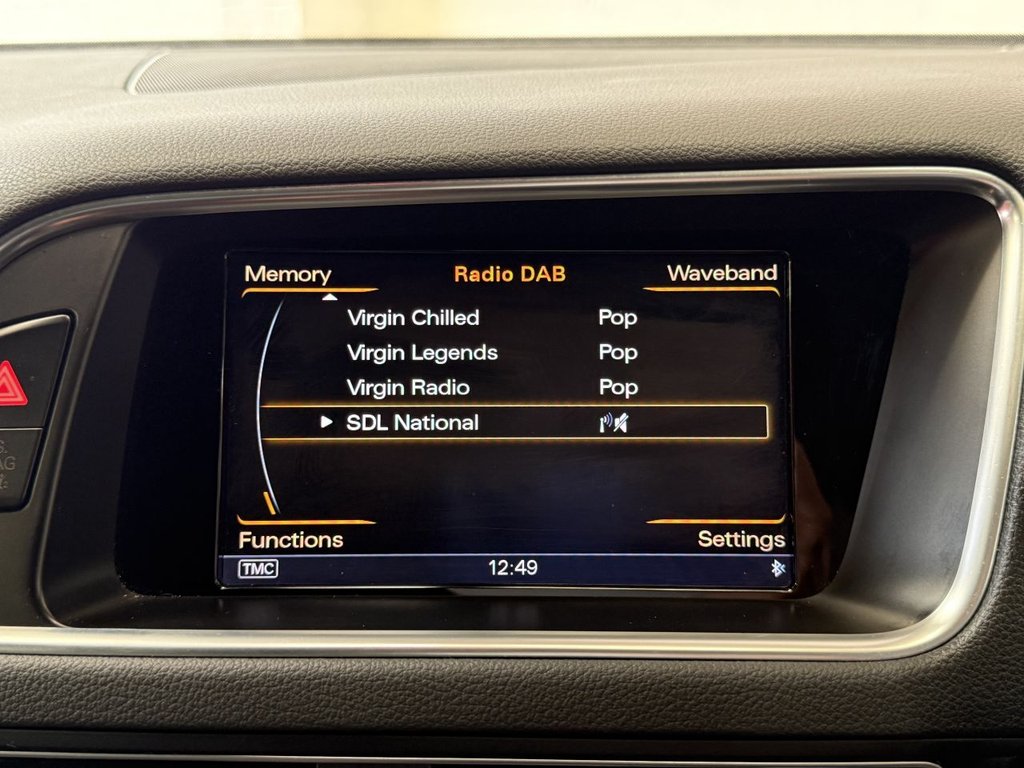 Memory Radio DAB Waveband
Virgin Chilled Pop
Virgin Legends Pop
Virgin Radio Pop
SDL National
Functions Settings
TMC 12:49